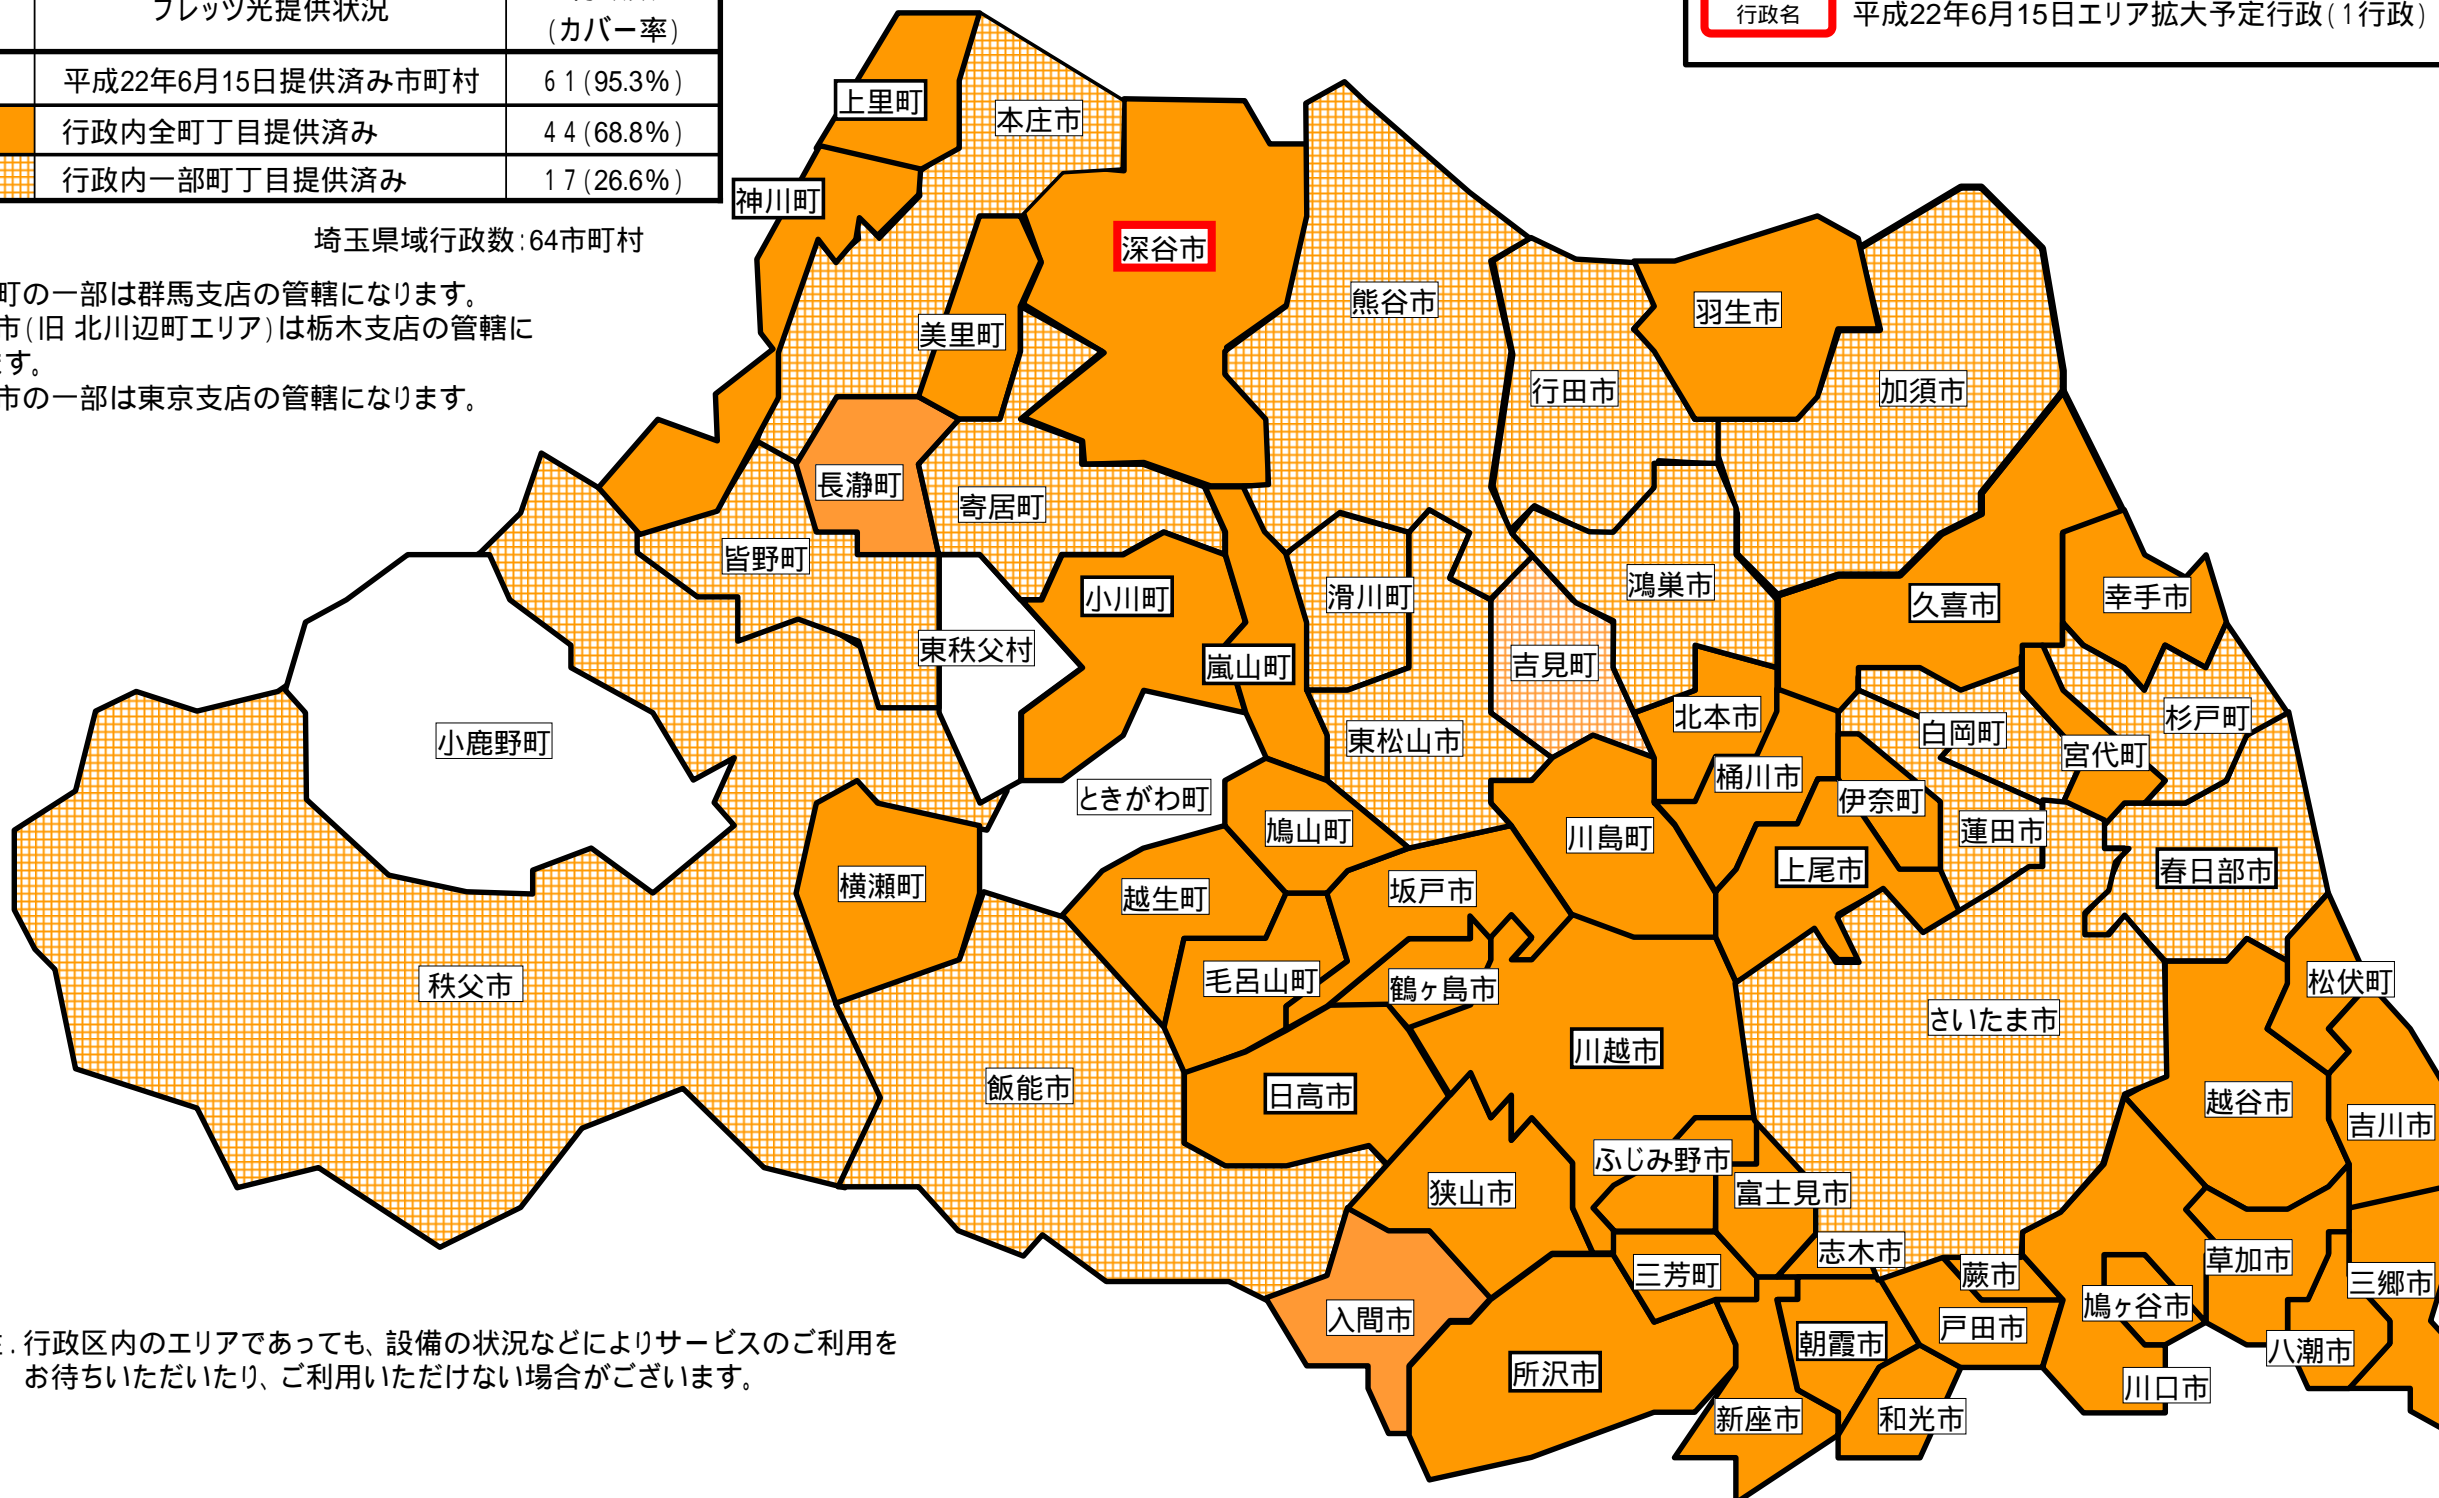 フレッツ光提供状況
(カバー率)
平成22年6月15日提供済み市町村
61(95.3%)
行政内全町丁目提供済み
44(68.8%)
行政内一部町丁目提供済み
17(26.6%)
行政名
平成22年6月15日エリア拡大予定行政(1行政)
埼玉県域行政数:64市町村
町の一部は群馬支店の管轄になります。
市(旧 北川辺町エリア)は栃木支店の管轄に
ます。
市の一部は東京支店の管轄になります。
上里町
本庄市
神川町
深谷市
熊谷市
羽生市
美里町
行田市
加須市
長瀞町
寄居町
皆野町
小川町
滑川町
鴻巣市
久喜市
幸手市
東秩父村
嵐山町
吉見町
北本市
杉戸町
小鹿野町
東松山市
白岡町
宮代町
ときがわ町
桶川市
伊奈町
鳩山町
川島町
蓮田市
横瀬町
越生町
坂戸市
上尾市
春日部市
秩父市
毛呂山町
鶴ヶ島市
松伏町
さいたま市
川越市
飯能市
日高市
越谷市
吉川市
ふじみ野市
狭山市
富士見市
志木市
三芳町
蕨市
草加市
三郷市
鳩ヶ谷市
入間市
戸田市
朝霞市
八潮市
所沢市
川口市
新座市
和光市
. 行政区内のエリアであっても、設備の状況などによりサービスのご利用を
お待ちいただいたり、ご利用いただけない場合がございます。